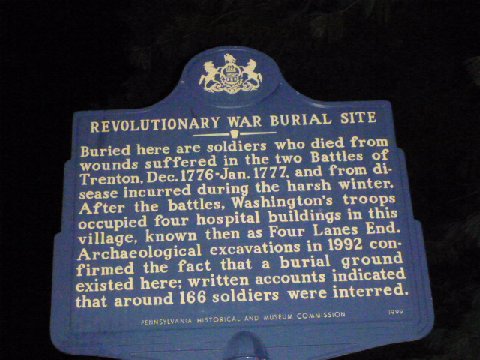 REVOLUTIONARY WAR BURIAL SITE
Buried here are soldiers who died from
wounds suffered in the two Battles of
Trenton, Dec. 1776-Jan. 1777, and from di-
sease incurred during the harsh winter.
After the battles, Washington's troops
occupied four hospital buildings in this
village, known then as Four Lanes End.
Archaeological excavations in 1992 con-
firmed the fact that a burial ground
existed here; written accounts indicated
that around 166 soldiers were interred.
PENNSYLVANIA HISTORICAL AND MUSEUM COMMISSION